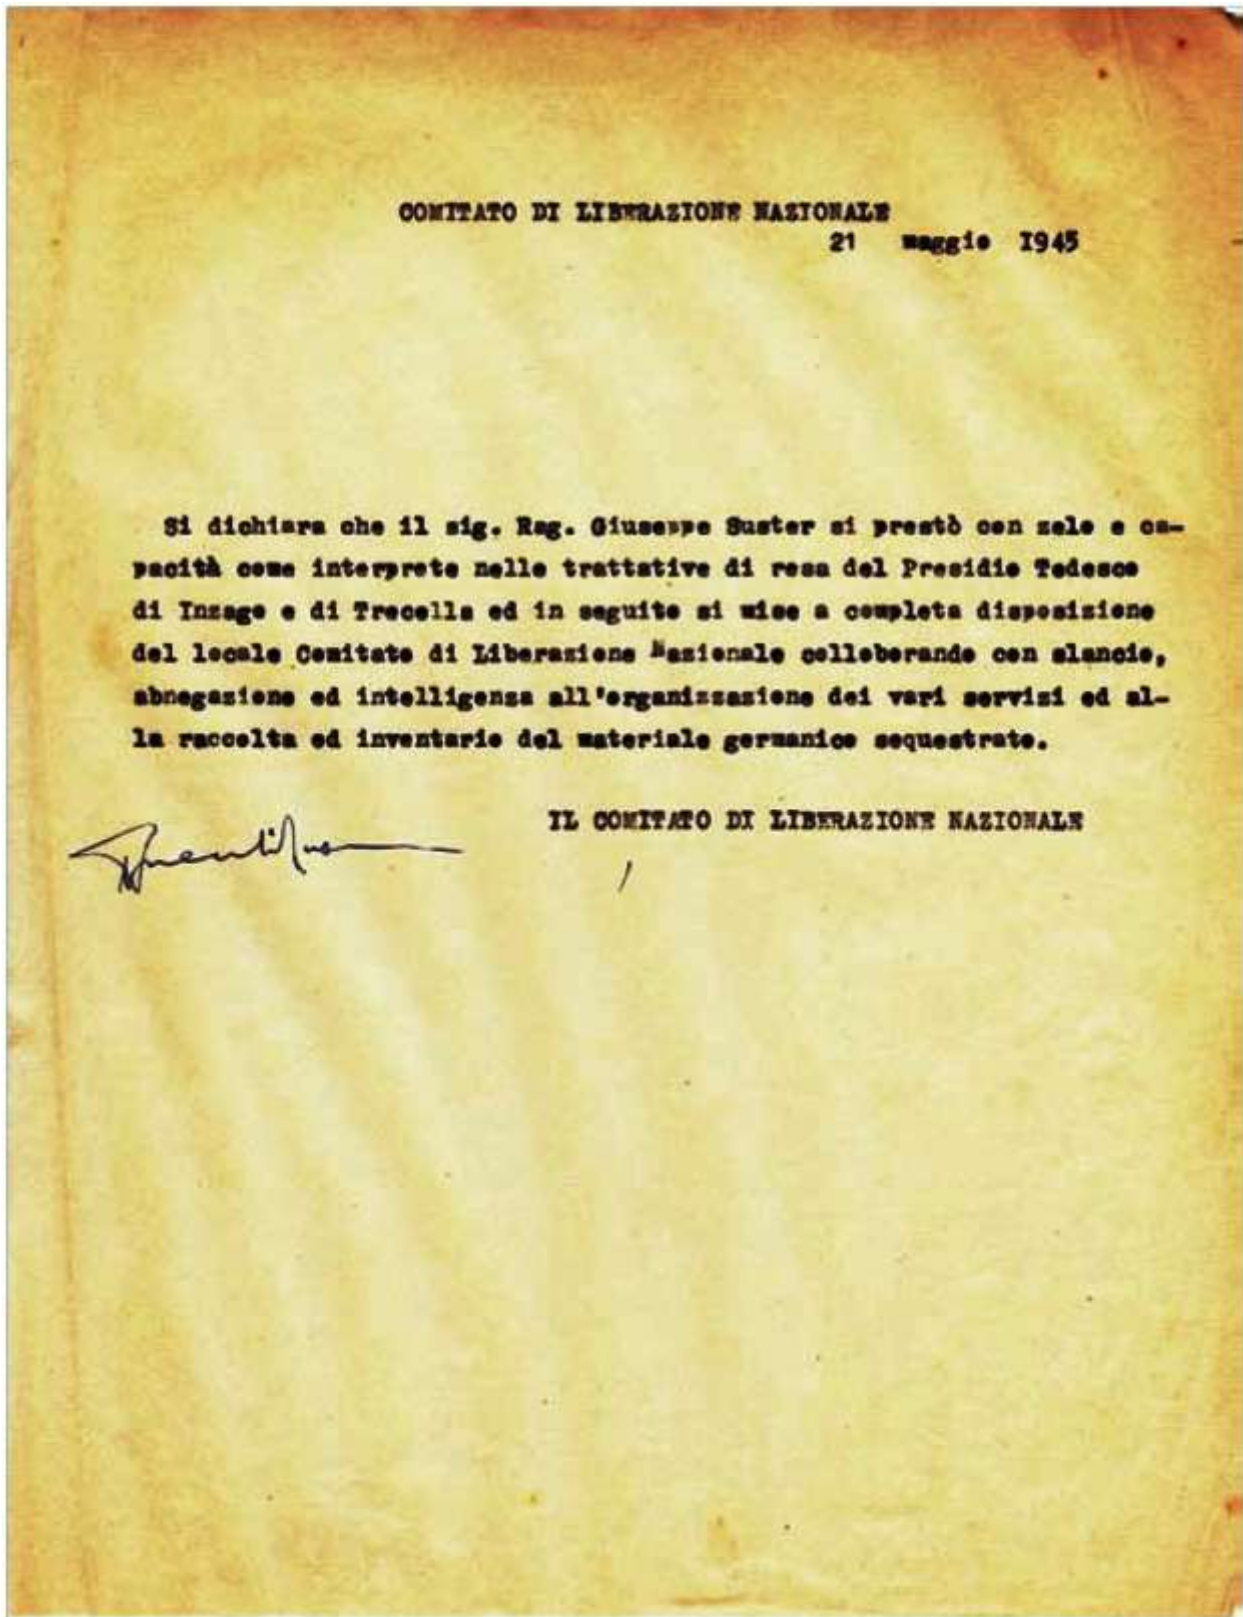 COMITATO DI LIBERAZIONE NAZIONALE
21 maggio 1945
Si dichiara che il sig. Rag. Giuseppe Suster si prestò con zelo e ca-
pacità come interprete nelle trattative di resa del Presidio Tedesco
di Inzago e di Trecella ed in seguito si mise a completa disposizione
del locale Comitato di Liberazione Nazionale colloborando con slancio,
abnegazione ed intelligenza all'organizzazione dei vari servizi ed al-
la raccolta ed inventario del materiale germanico sequestrato.
IL COMITATO DI LIBERAZIONE NAZIONALE